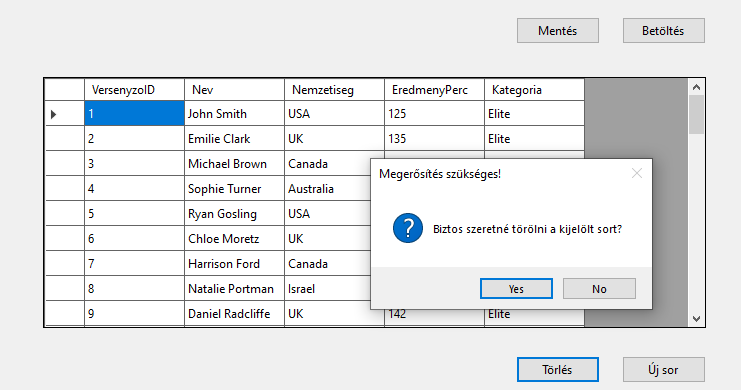 Mentés Betöltés
VersenyzoID Nev Nemzetiseg EredmenyPerc Kategoria
1 John Smith USA 125 Elite
2 Emilie Clark UK 135 Elite
3 Michael Brown Canada
4 Sophie Turner Australia
5 Ryan Gosling USA
6 Chloe Moretz UK
7 Harrison Ford Canada
8 Natalie Portman Israel
9 Daniel Radcliffe UK 142 Elite
Megerősítés szükséges!
Biztos szeretné törölni a kijelölt sort?
Yes No
Törlés Új sor